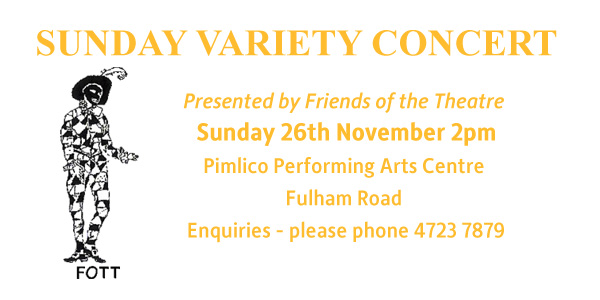 SUNDAY VARIETY CONCERT
Presented by Friends of the Theatre
Sunday 26th November 2pm
Pimlico Performing Arts Centre
Fulham Road
Enquiries - please phone 4723 7879
FOTT